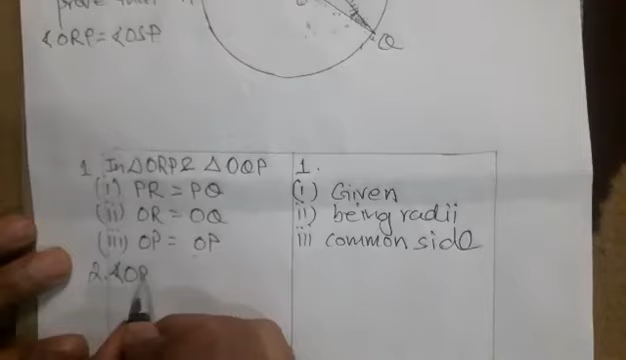 ∢ORP = ∢OSP
Q
1 In △ORP & △OQP
(i) PR = PQ
(ii) OR = OQ
(iii) OP = OP
2. ∢OP
1.
(i) Given
ii) being radii
iii common side